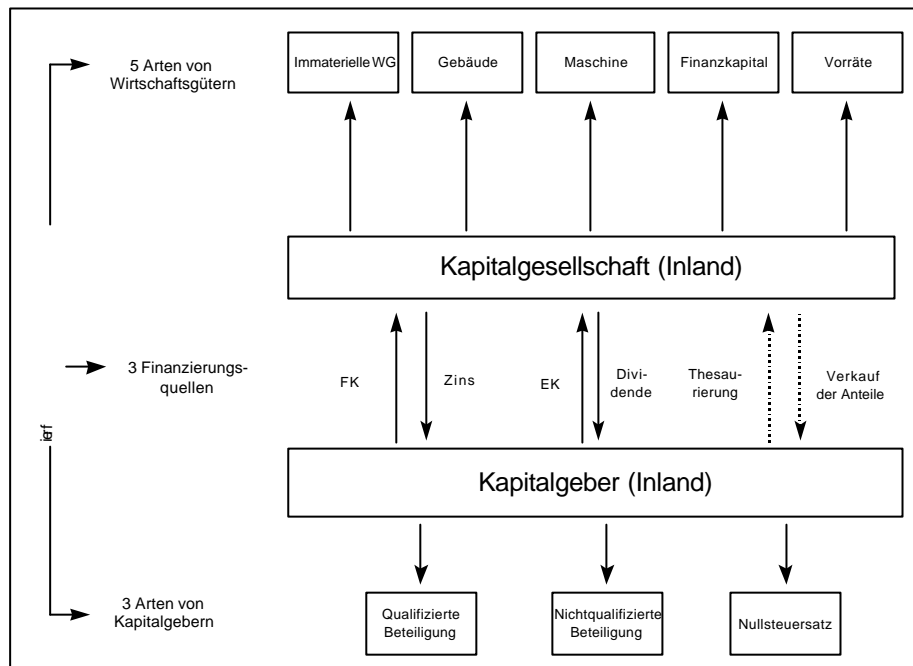 5 Arten von
Wirtschaftsgütern
Immaterielle WG
Gebäude
Maschine
Finanzkapital
Vorräte
Kapitalgesellschaft (Inland)
3 Finanzierungs-
quellen
FK
Zins
EK
Divi-
dende
Thesau-
rierung
Verkauf
der Anteile
Kapitalgeber (Inland)
3 Arten von
Kapitalgebern
Qualifizierte
Beteiligung
Nichtqualifizierte
Beteiligung
Nullsteuersatz